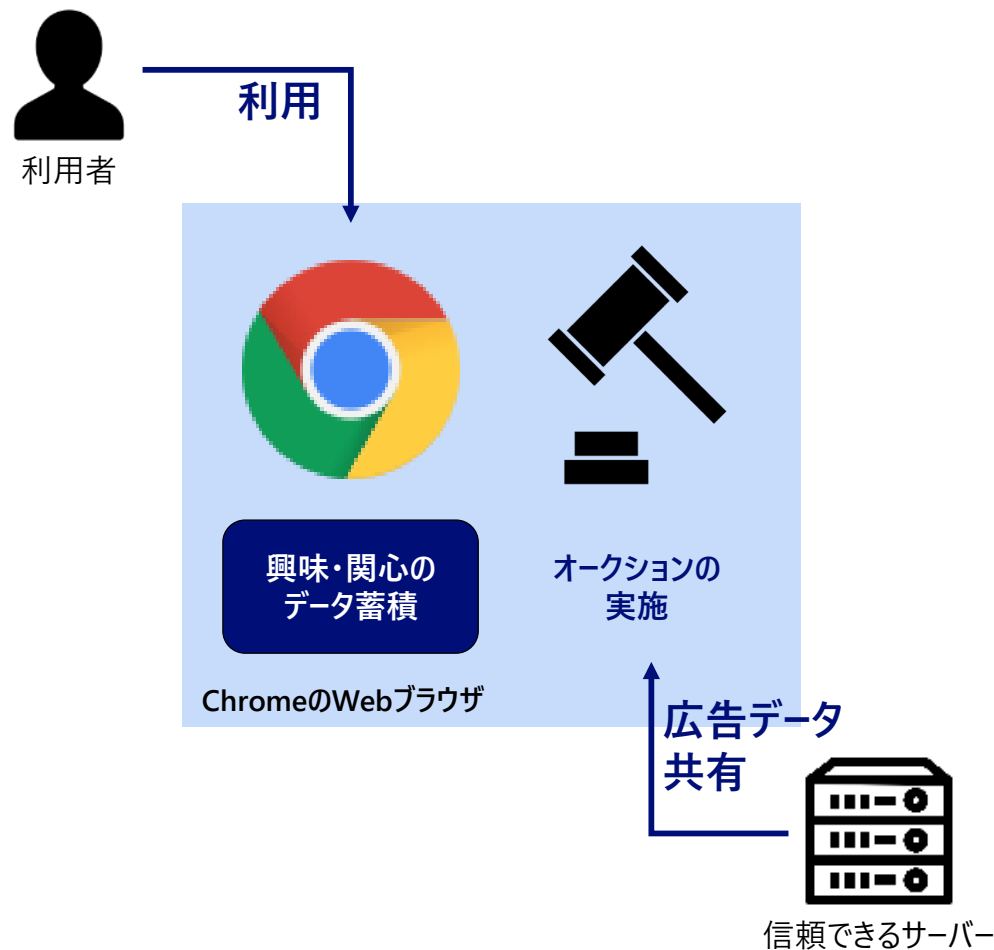 利用
利用者
興味・関心の
データ蓄積
オークションの
実施
ChromeのWebブラウザ
広告データ
共有
信頼できるサーバー